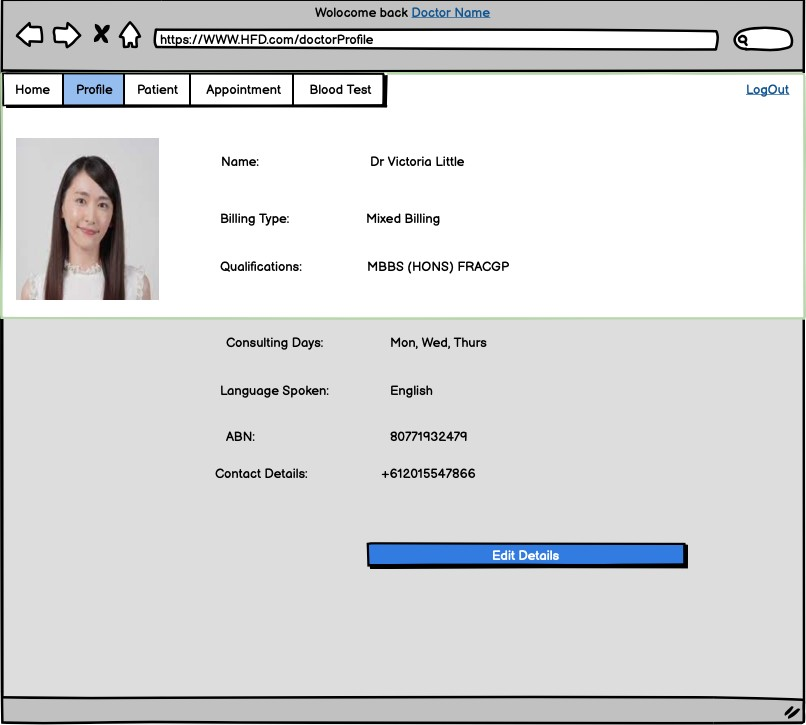 Wolocome back Doctor Name
https://WWW.HFD.com/doctorProfile
Home Profile Patient Appointment Blood Test LogOut
Name: Dr Victoria Little
Billing Type: Mixed Billing
Qualifications: MBBS (HONS) FRACGP
Consulting Days: Mon, Wed, Thurs
Language Spoken: English
ABN: 80771932479
Contact Details: +612015547866
Edit Details